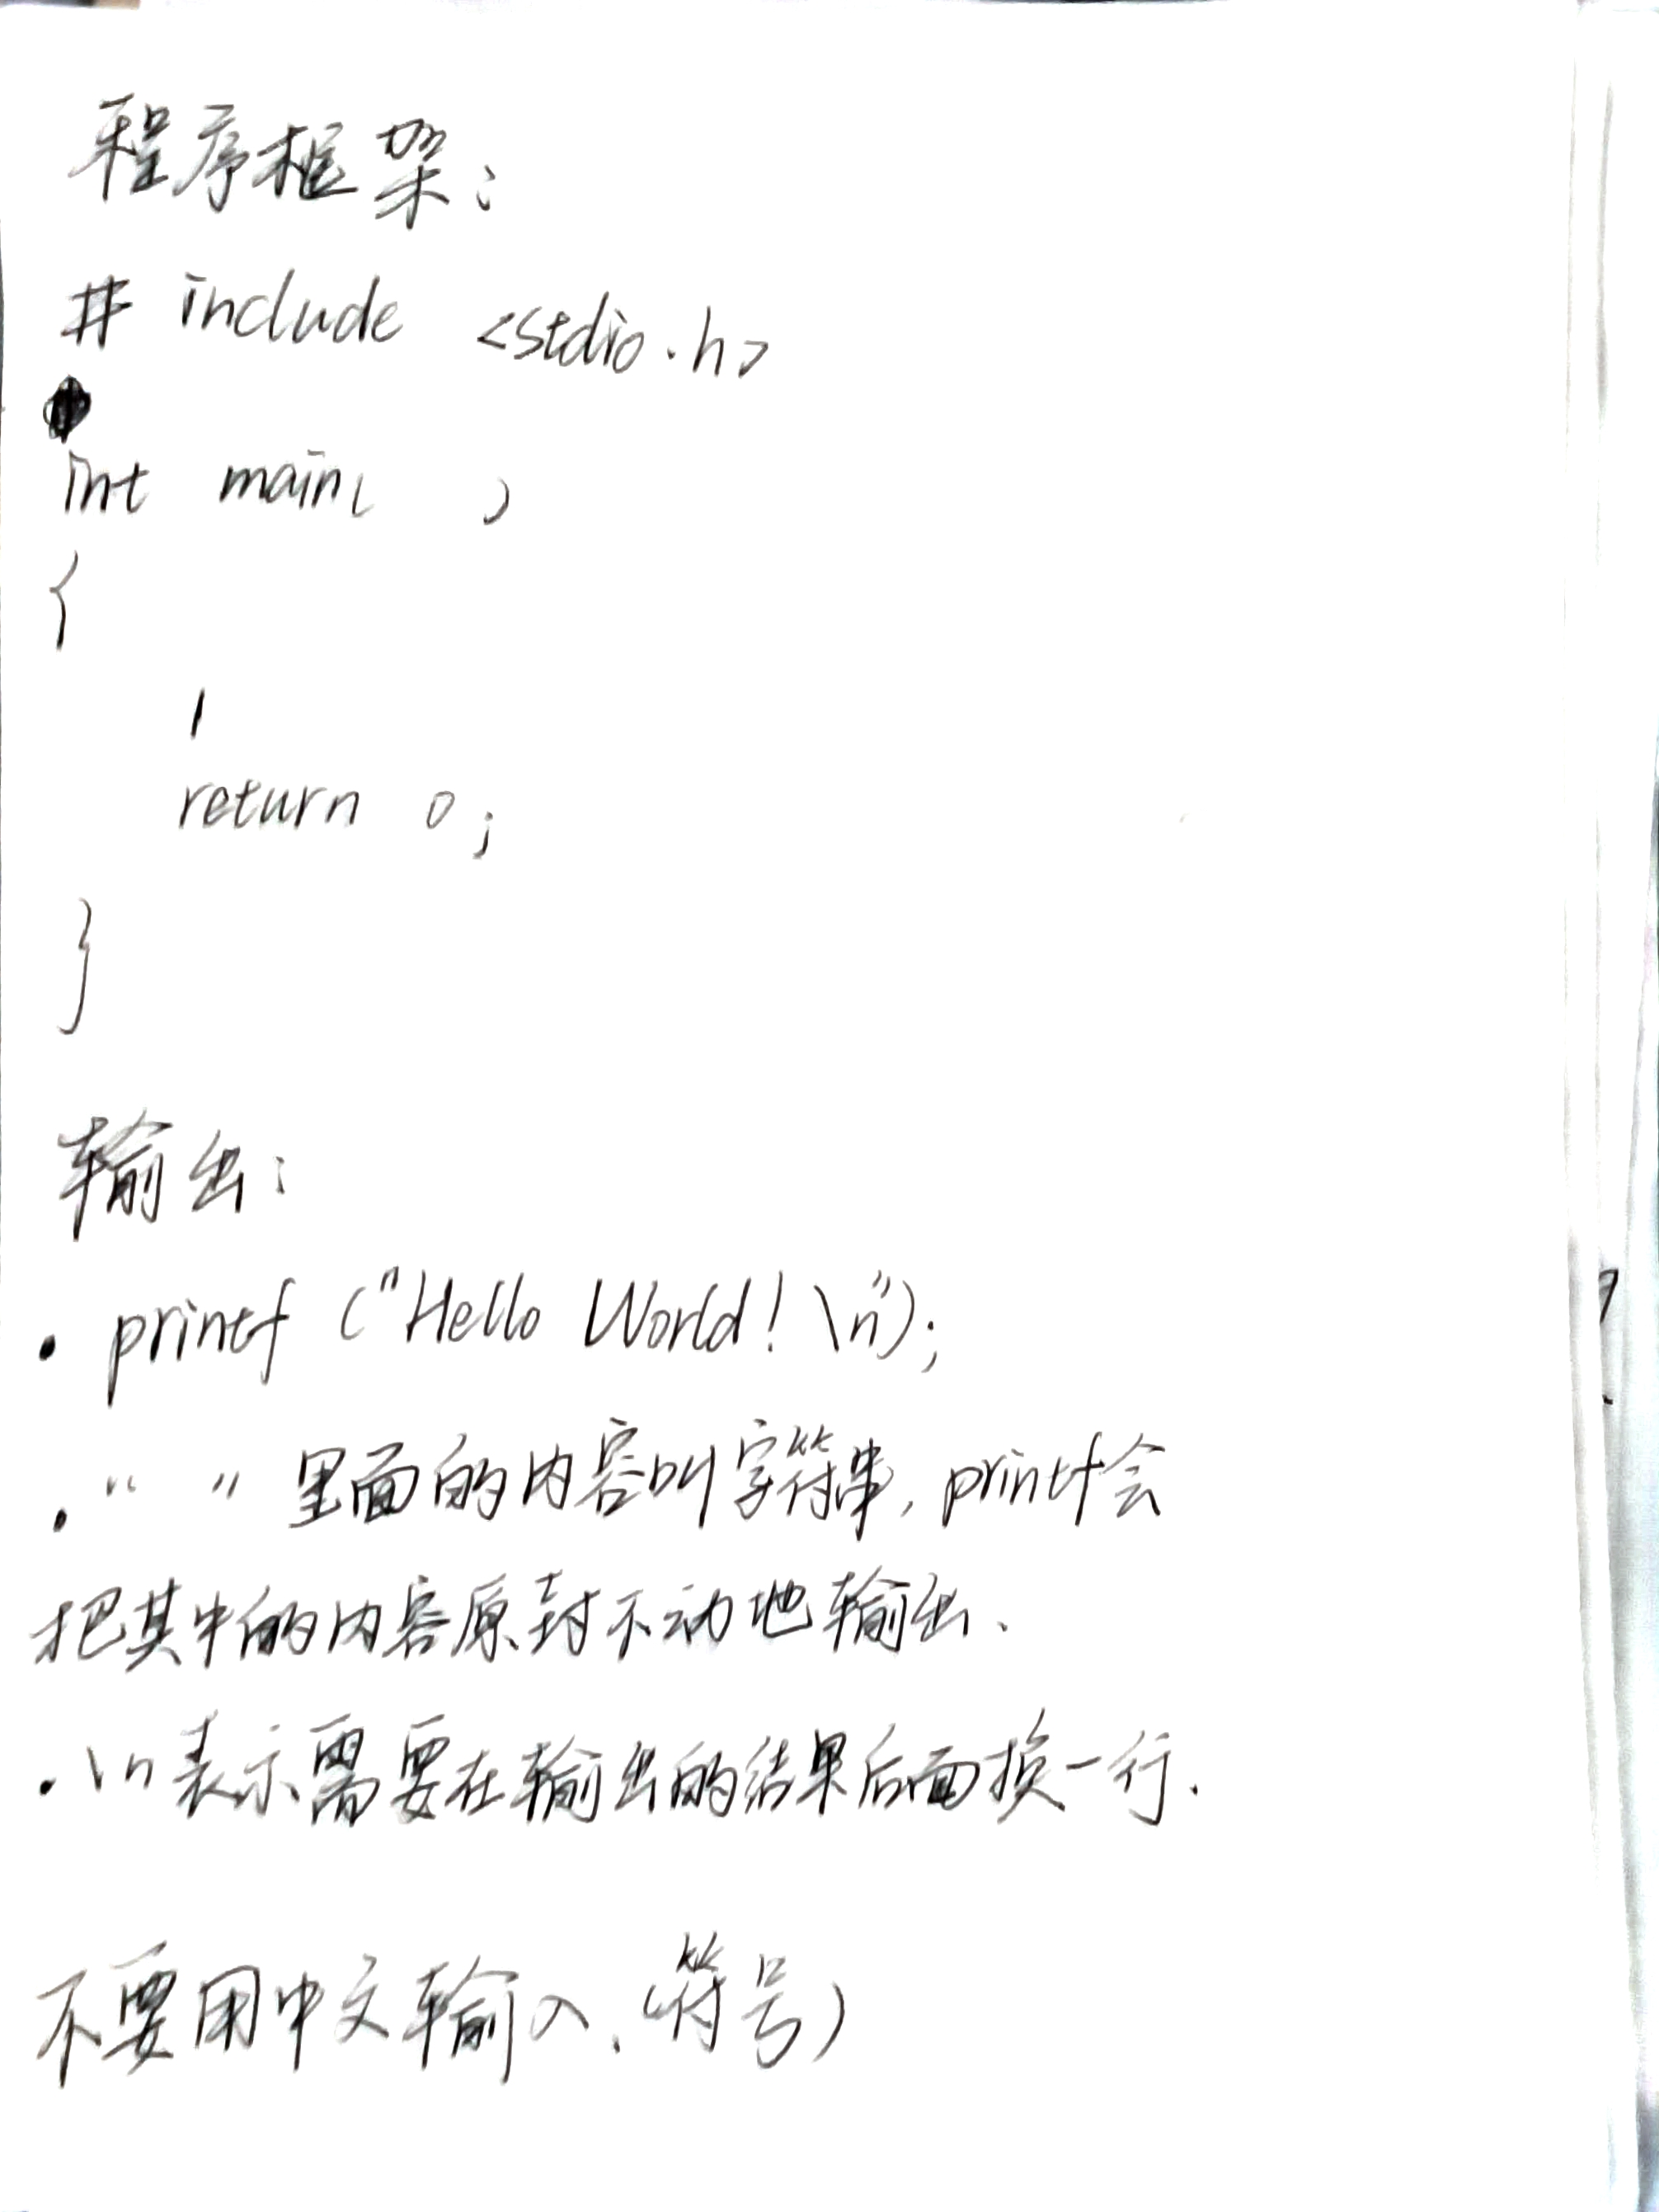 程序框架：
# include <stdio.h>
int main( )
{
return 0;
}
输出：
· printf ("Hello World! \n");
· “ ” 里面的内容叫字符串, printf会
把其中的内容原封不动地输出.
· \n表示需要在输出的结果后面换一行.
不要用中文输入. (符号)